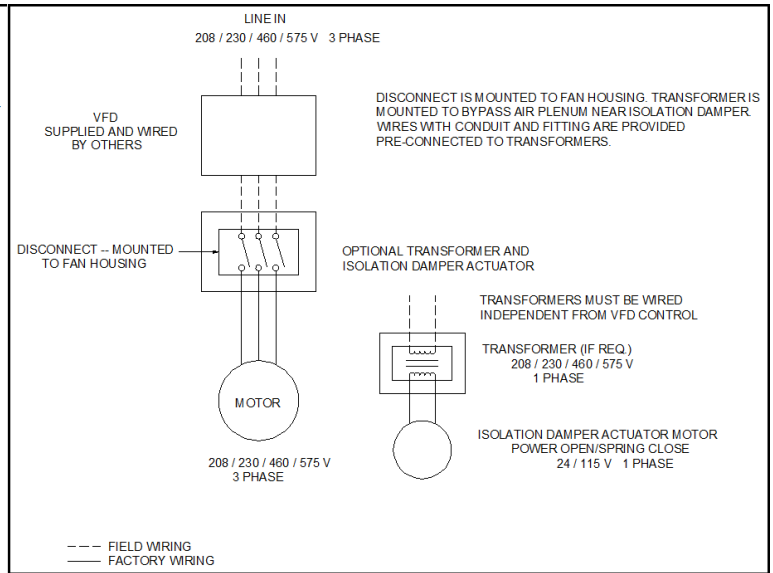 LINE IN
208 / 230 / 460 / 575 V   3 PHASE
DISCONNECT IS MOUNTED TO FAN HOUSING. TRANSFORMER IS
MOUNTED TO BYPASS AIR PLENUM NEAR ISOLATION DAMPER.
WIRES WITH CONDUIT AND FITTING ARE PROVIDED
PRE-CONNECTED TO TRANSFORMERS.
VFD
SUPPLIED AND WIRED
BY OTHERS
DISCONNECT -- MOUNTED
TO FAN HOUSING
OPTIONAL TRANSFORMER AND
ISOLATION DAMPER ACTUATOR
TRANSFORMERS MUST BE WIRED
INDEPENDENT FROM VFD CONTROL
TRANSFORMER (IF REQ.)
208 / 230 / 460 / 575 V
1 PHASE
MOTOR
208 / 230 / 460 / 575 V
3 PHASE
ISOLATION DAMPER ACTUATOR MOTOR
POWER OPEN/SPRING CLOSE
24 / 115 V   1 PHASE
FIELD WIRING
FACTORY WIRING